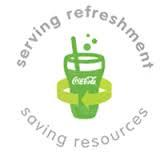 serving refreshment
Coca-Cola
saving resources